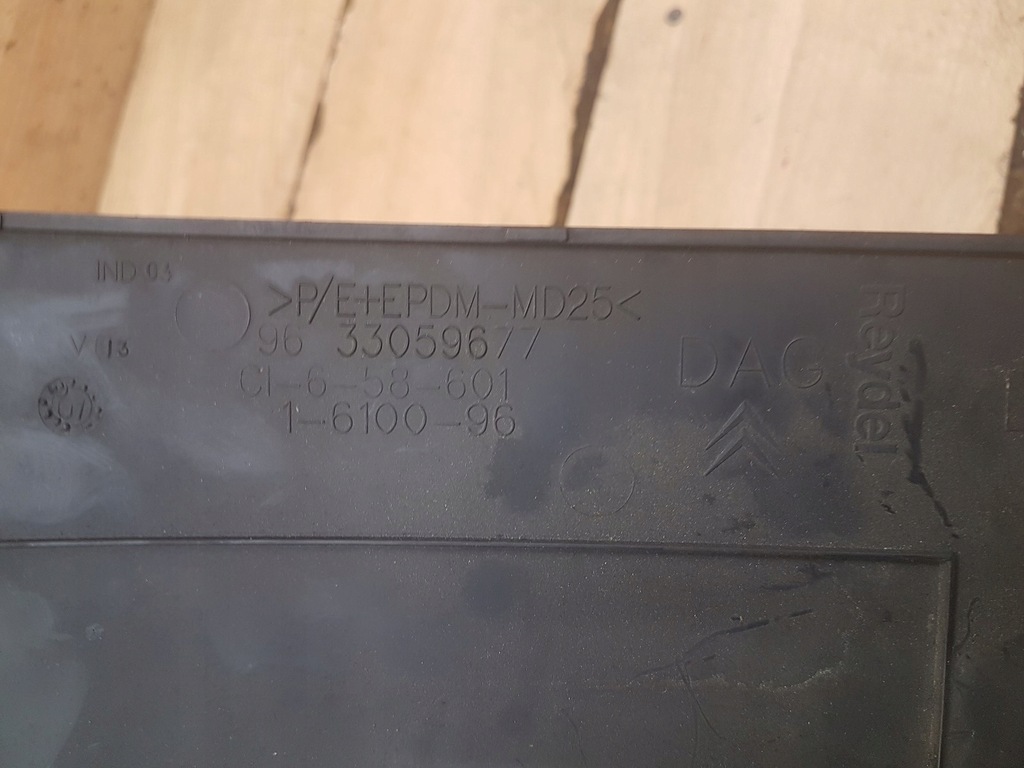 IND 03
>P/E+EPDM-MD25<
96 33059677
V 13
CI-6-58-601
1-6100-96
DAG
Reydel